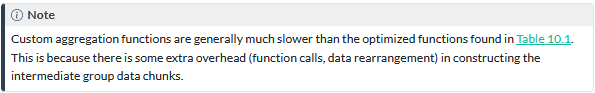 Note
Custom aggregation functions are generally much slower than the optimized functions found in Table 10.1.
This is because there is some extra overhead (function calls, data rearrangement) in constructing the
intermediate group data chunks.